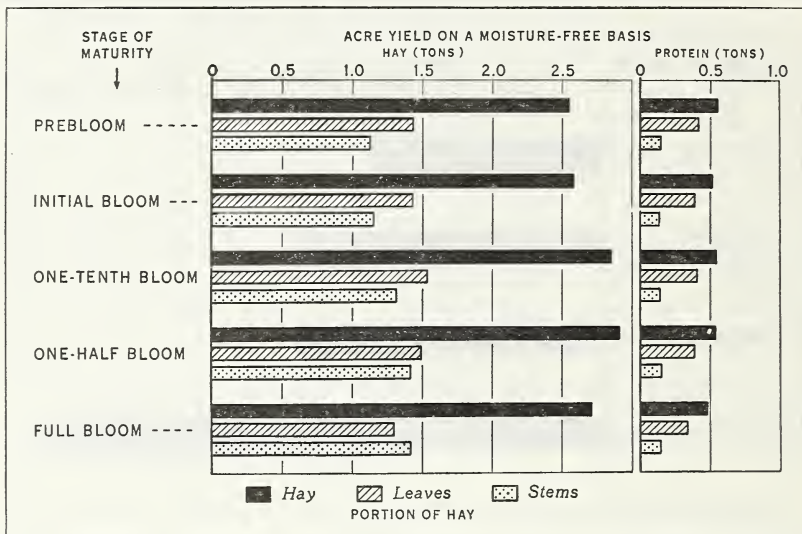 STAGE OF
MATURITY
ACRE YIELD ON A MOISTURE-FREE BASIS
HAY (TONS)
PROTEIN (TONS)
0 0.5 1.0 1.5 2.0 2.5
0 0.5 1.0
PREBLOOM ----
INITIAL BLOOM ---
ONE-TENTH BLOOM
ONE-HALF BLOOM
FULL BLOOM ----
Hay Leaves Stems
PORTION OF HAY